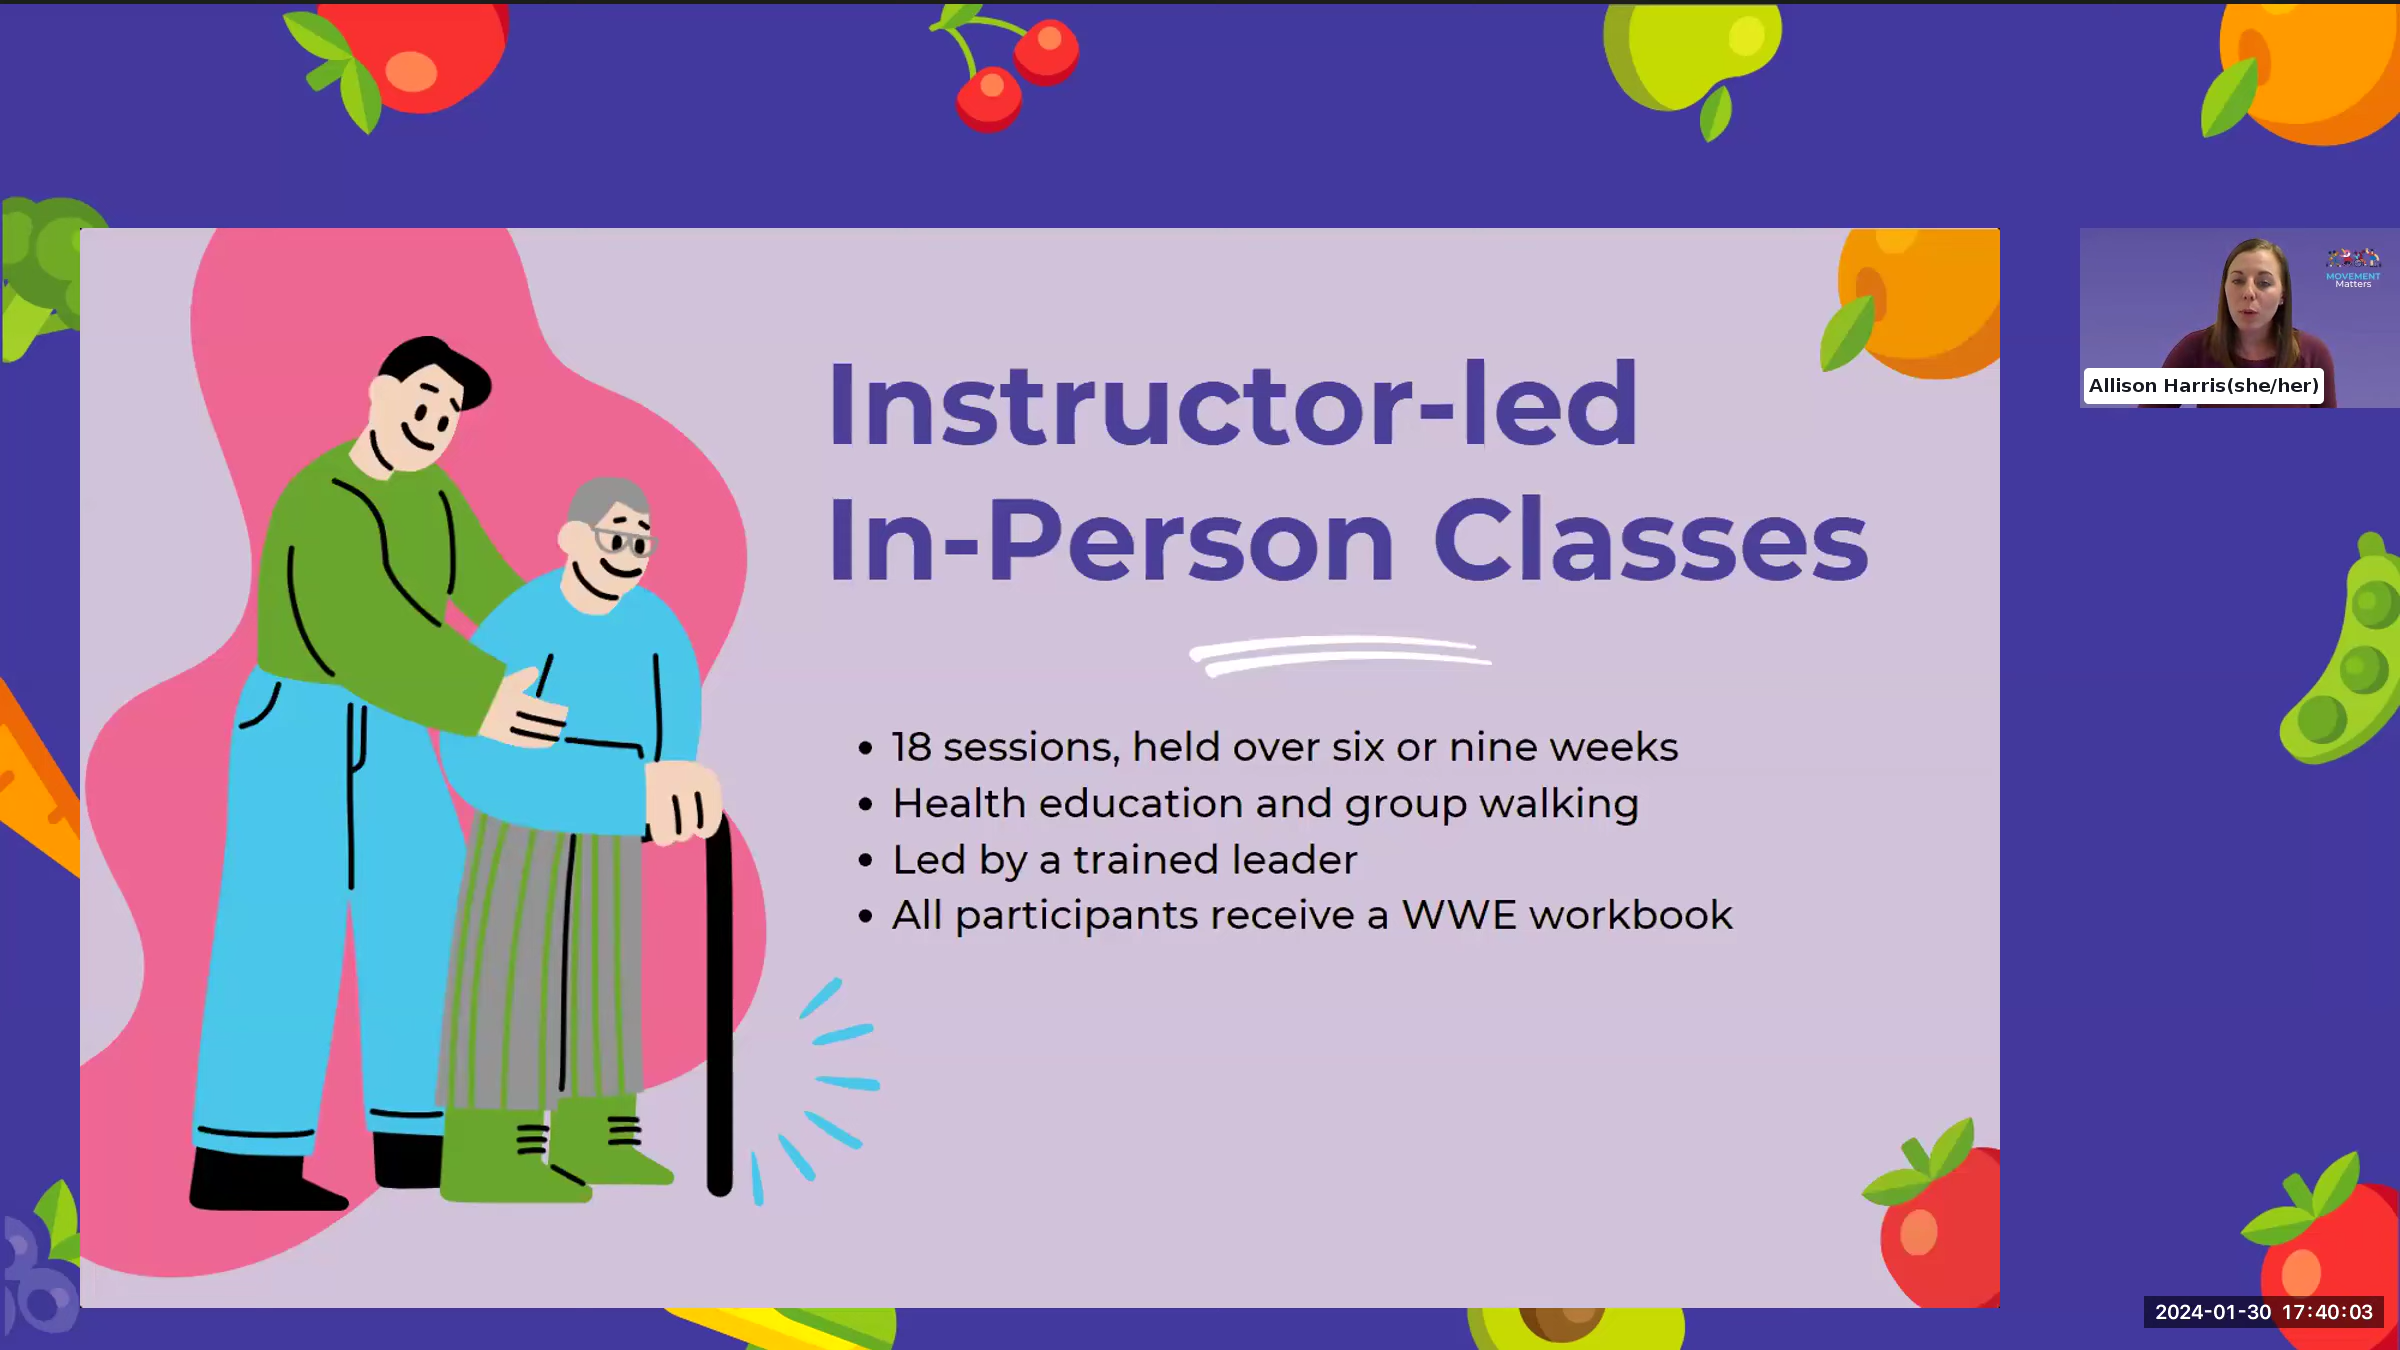 Instructor-led
In-Person Classes
18 sessions, held over six or nine weeks
Health education and group walking
Led by a trained leader
All participants receive a WWE workbook
MOVEMENT
Matters
Allison Harris(she/her)
2024-01-30 17:40:03